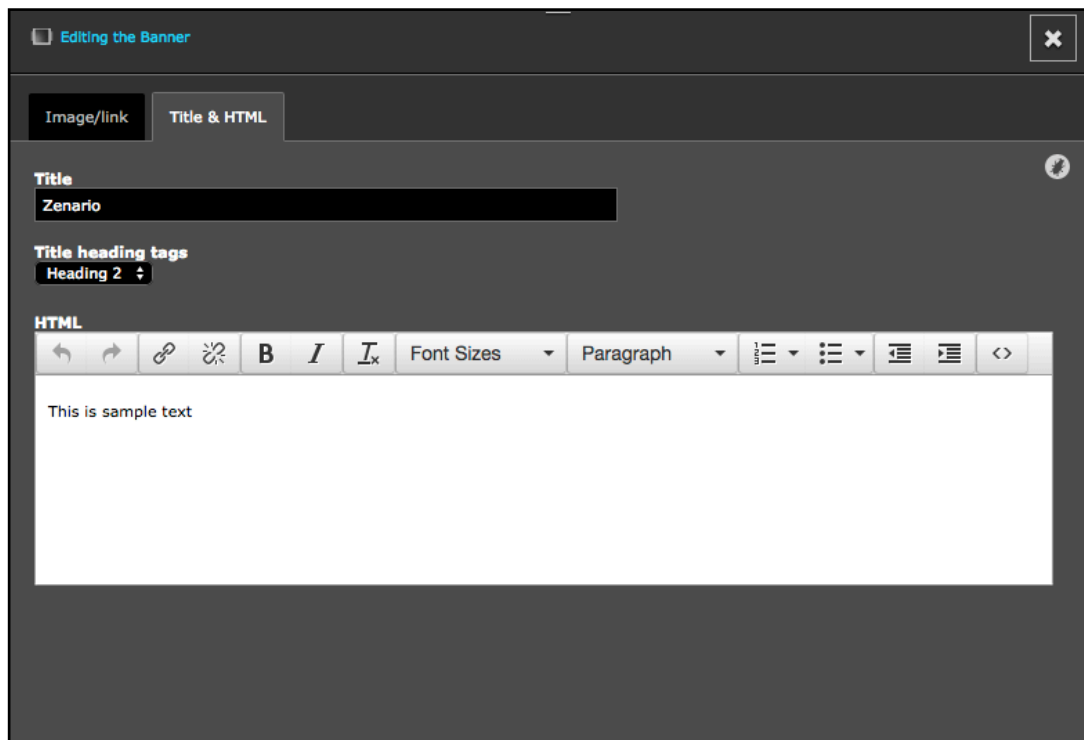 Editing the Banner
Image/link Title & HTML
Title
Zenario
Title heading tags
Heading 2
HTML
Font Sizes Paragraph
This is sample text